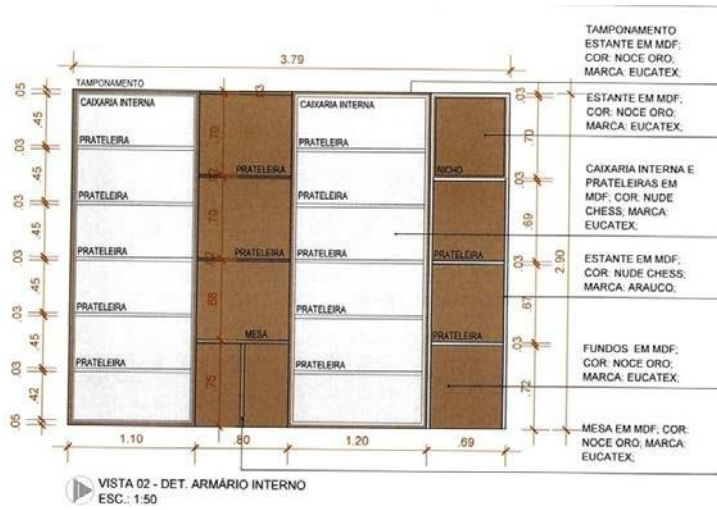 3.79
TAMPONAMENTO
CAIXARIA INTERNA
PRATELEIRA
PRATELEIRA
PRATELEIRA
PRATELEIRA
PRATELEIRA
.05
.45
.03
.45
.03
.45
.03
.45
.03
.45
.03
.42
.05
.03
.70
PRATELEIRA
.02
.70
PRATELEIRA
.02
.68
MESA
.75
CAIXARIA INTERNA
PRATELEIRA
PRATELEIRA
PRATELEIRA
PRATELEIRA
PRATELEIRA
NICHO
PRATELEIRA
PRATELEIRA
.03
.70
.03
.69
.03
.67
.03
.72
2.90
1.10
.80
1.20
.69
TAMPONAMENTO
ESTANTE EM MDF;
COR: NOCE ORO;
MARCA: EUCATEX;
ESTANTE EM MDF;
COR: NOCE ORO;
MARCA: EUCATEX;
CAIXARIA INTERNA E
PRATELEIRAS EM
MDF; COR: NUDE
CHESS; MARCA:
EUCATEX;
ESTANTE EM MDF;
COR: NUDE CHESS;
MARCA: ARAUCO;
FUNDOS EM MDF;
COR: NOCE ORO;
MARCA: EUCATEX;
MESA EM MDF; COR:
NOCE ORO; MARCA:
EUCATEX;
VISTA 02 - DET. ARMÁRIO INTERNO
ESC.: 1:50